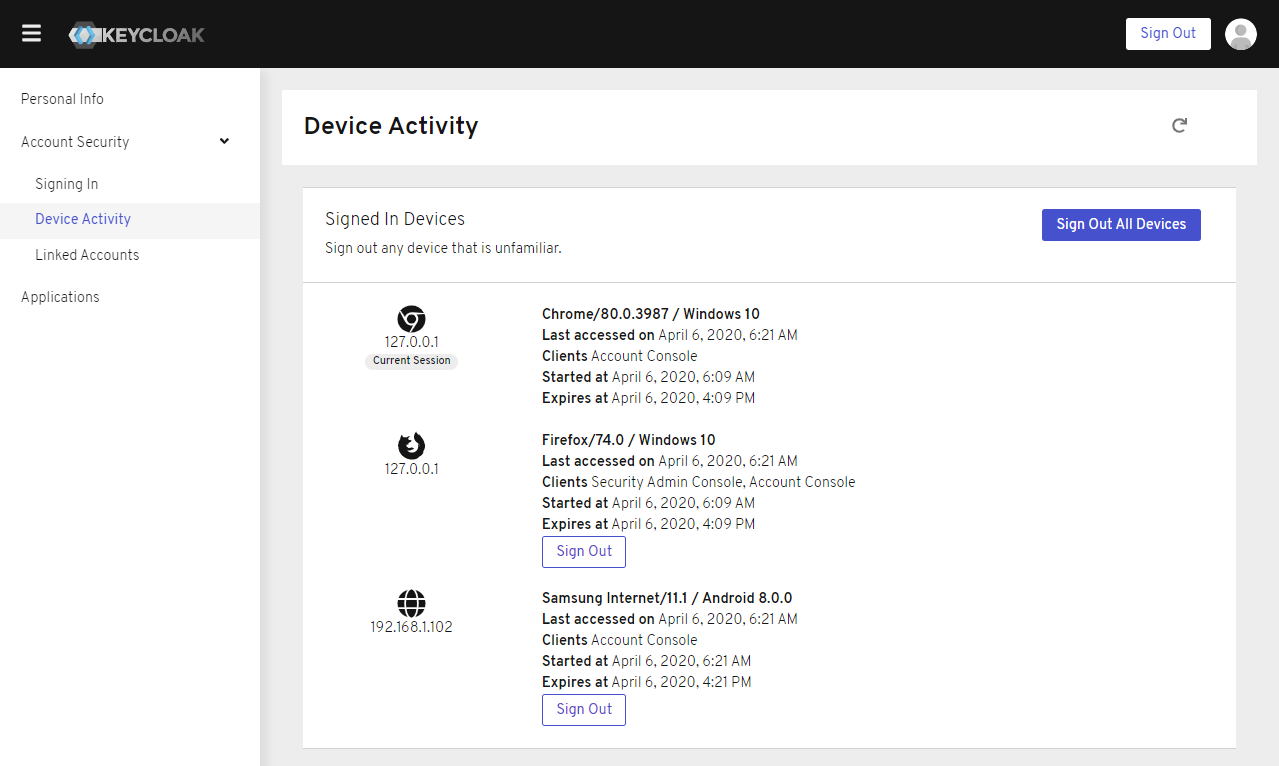 KEYCLOAK
Sign Out
Personal Info
Account Security
Signing In
Device Activity
Linked Accounts
Applications
Device Activity
Signed In Devices
Sign out any device that is unfamiliar.
Sign Out All Devices
127.0.0.1
Current Session
Chrome/80.0.3987 / Windows 10
Last accessed on April 6, 2020, 6:21 AM
Clients Account Console
Started at April 6, 2020, 6:09 AM
Expires at April 6, 2020, 4:09 PM
127.0.0.1
Firefox/74.0 / Windows 10
Last accessed on April 6, 2020, 6:21 AM
Clients Security Admin Console, Account Console
Started at April 6, 2020, 6:09 AM
Expires at April 6, 2020, 4:09 PM
Sign Out
192.168.1.102
Samsung Internet/11.1 / Android 8.0.0
Last accessed on April 6, 2020, 6:21 AM
Clients Account Console
Started at April 6, 2020, 6:21 AM
Expires at April 6, 2020, 4:21 PM
Sign Out